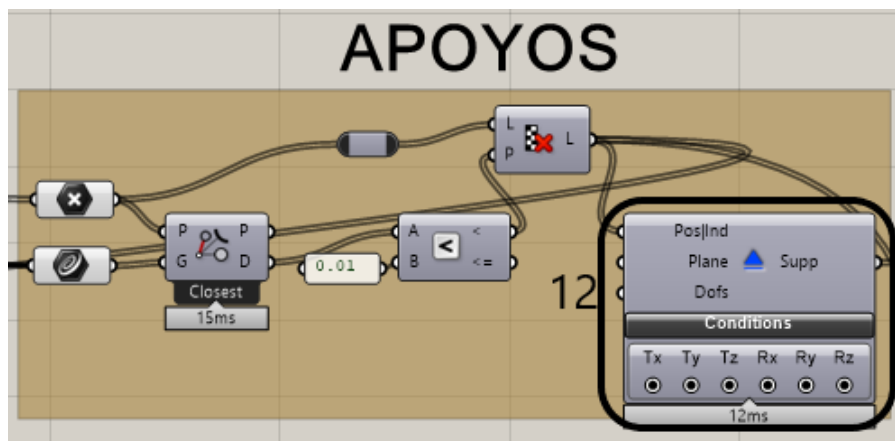 APOYOS
L
P
L
P
G
P
D
Closest
15ms
0.01
A
B
<
<=
<
12
Pos|Ind
Plane
Supp
Dofs
Conditions
Tx Ty Tz Rx Ry Rz
12ms